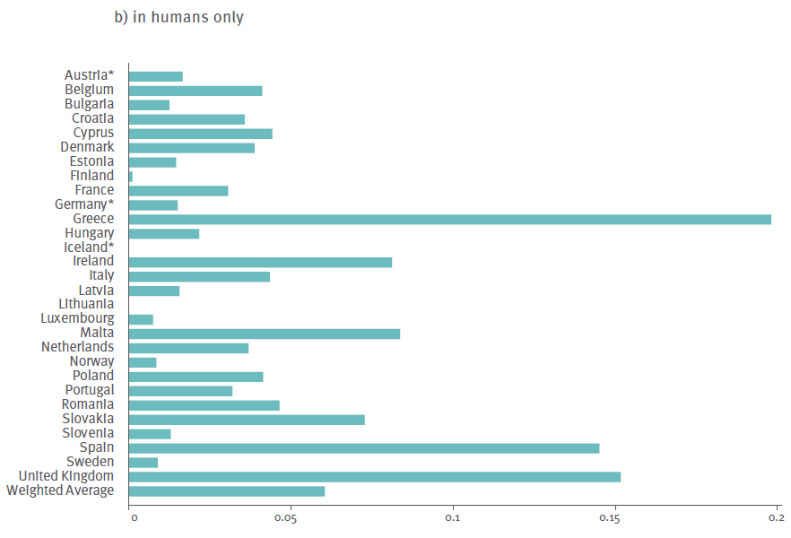 b) in humans only
Austria*
Belgium
Bulgaria
Croatia
Cyprus
Denmark
Estonia
Finland
France
Germany*
Greece
Hungary
Iceland*
Ireland
Italy
Latvia
Lithuania
Luxembourg
Malta
Netherlands
Norway
Poland
Portugal
Romania
Slovakia
Slovenia
Spain
Sweden
United Kingdom
Weighted Average
0 0.05 0.1 0.15 0.2